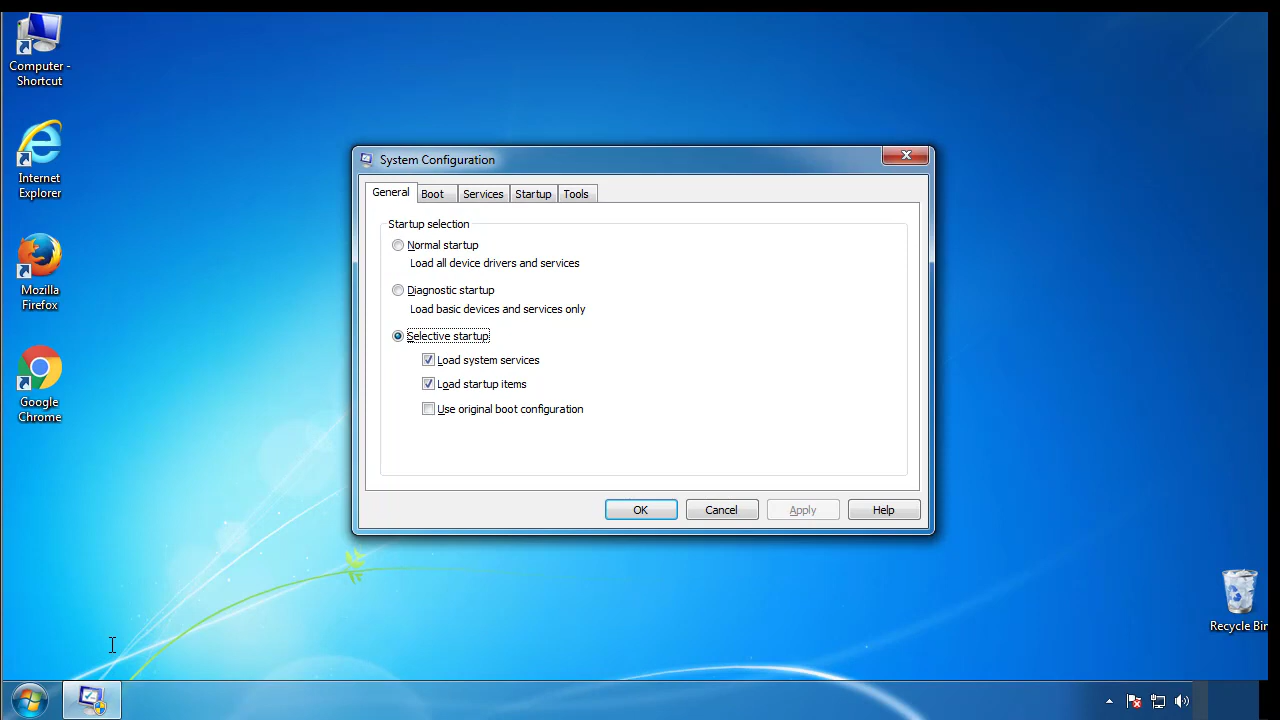 Computer -
Shortcut
Internet
Explorer
Mozilla
Firefox
Google
Chrome
System Configuration
General Boot Services Startup Tools
Startup selection
Normal startup
Load all device drivers and services
Diagnostic startup
Load basic devices and services only
Selective startup
Load system services
Load startup items
Use original boot configuration
OK Cancel Apply Help
Recycle Bin